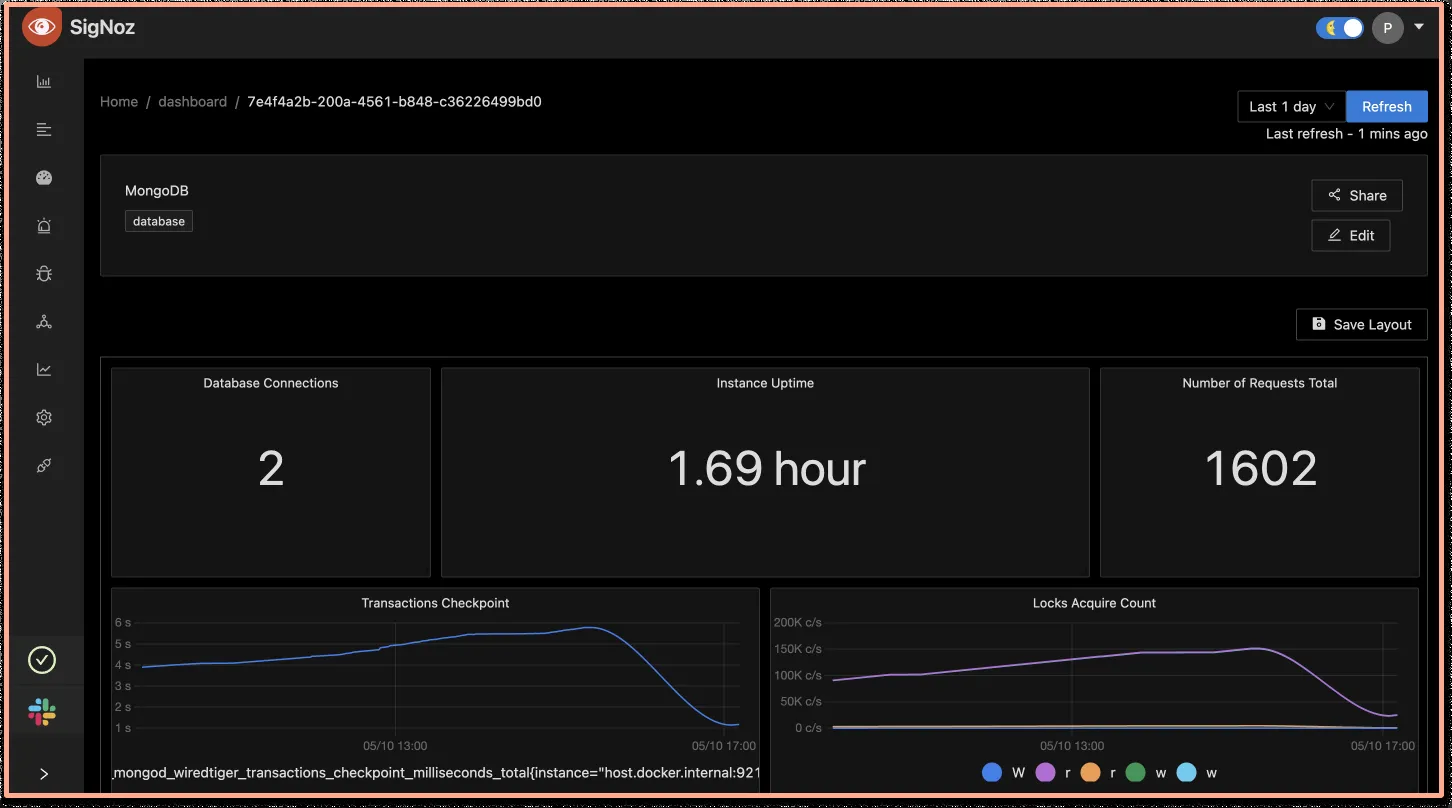 SigNoz
P
Home / dashboard / 7e4f4a2b-200a-4561-b848-c36226499bd0
Last 1 day
Refresh
Last refresh - 1 mins ago
MongoDB
database
Share
Edit
Save Layout
Database Connections
2
Instance Uptime
1.69 hour
Number of Requests Total
1602
Transactions Checkpoint
6 s
5 s
4 s
3 s
2 s
1 s
05/10 13:00
05/10 17:00
_mongod_wiredtiger_transactions_checkpoint_milliseconds_total{instance="host.docker.internal:921
Locks Acquire Count
200K c/s
150K c/s
100K c/s
50K c/s
0 c/s
05/10 13:00
05/10 17:00
W r r w w